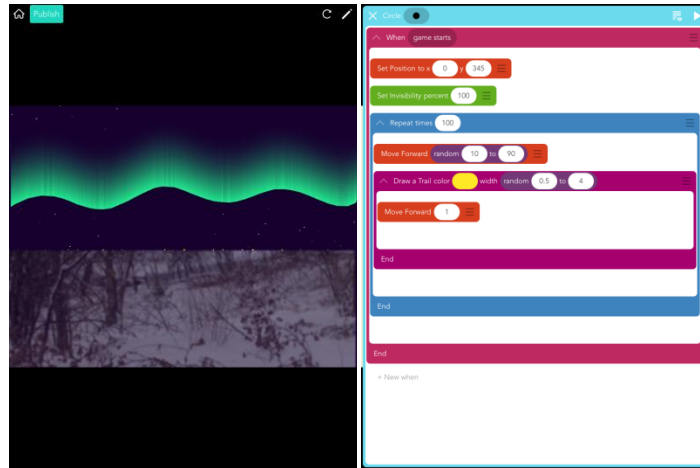 Publish
Circle
When game starts
Set Position to x 0 y 345
Set Invisibility percent 100
Repeat times 100
Move Forward random 10 to 90
Draw a Trail color width random 0.5 to 4
Move Forward 1
End
End
End
+ New when